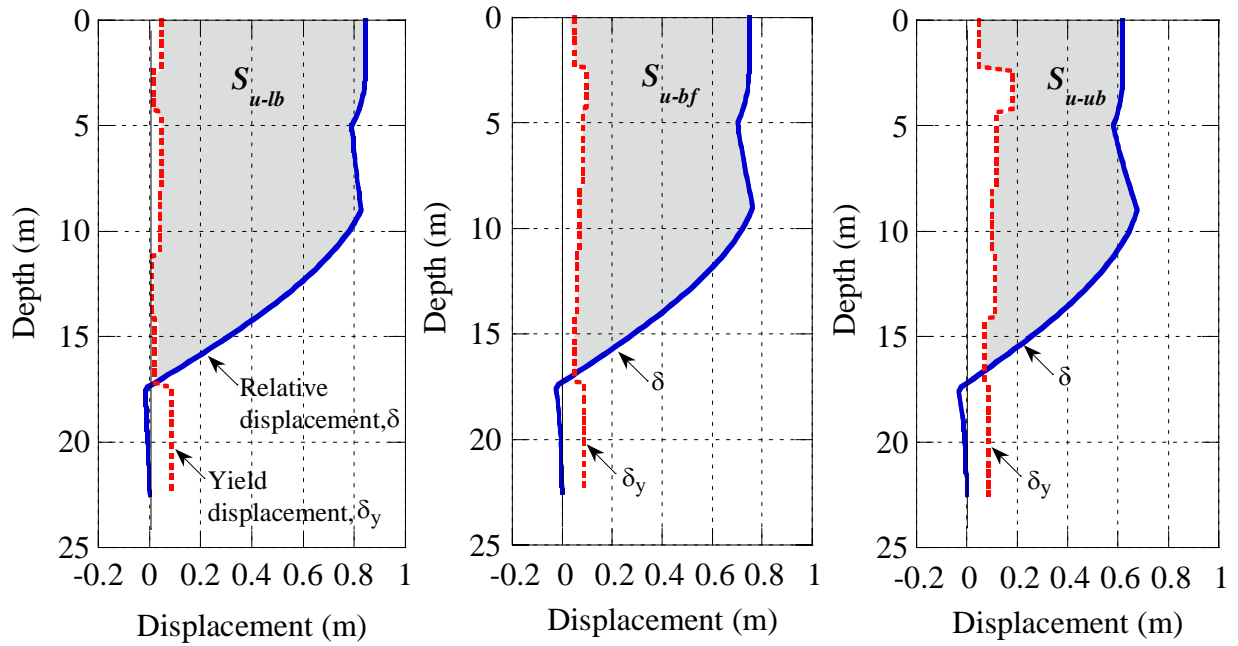 0
5
10
15
20
25
Depth (m)
S u-lb
Relative
displacement,δ
Yield
displacement,δy
-0.2 0 0.2 0.4 0.6 0.8 1
Displacement (m)
0
5
10
15
20
25
Depth (m)
S u-bf
δ
δy
-0.2 0 0.2 0.4 0.6 0.8 1
Displacement (m)
0
5
10
15
20
25
Depth (m)
S u-ub
δ
δy
-0.2 0 0.2 0.4 0.6 0.8 1
Displacement (m)